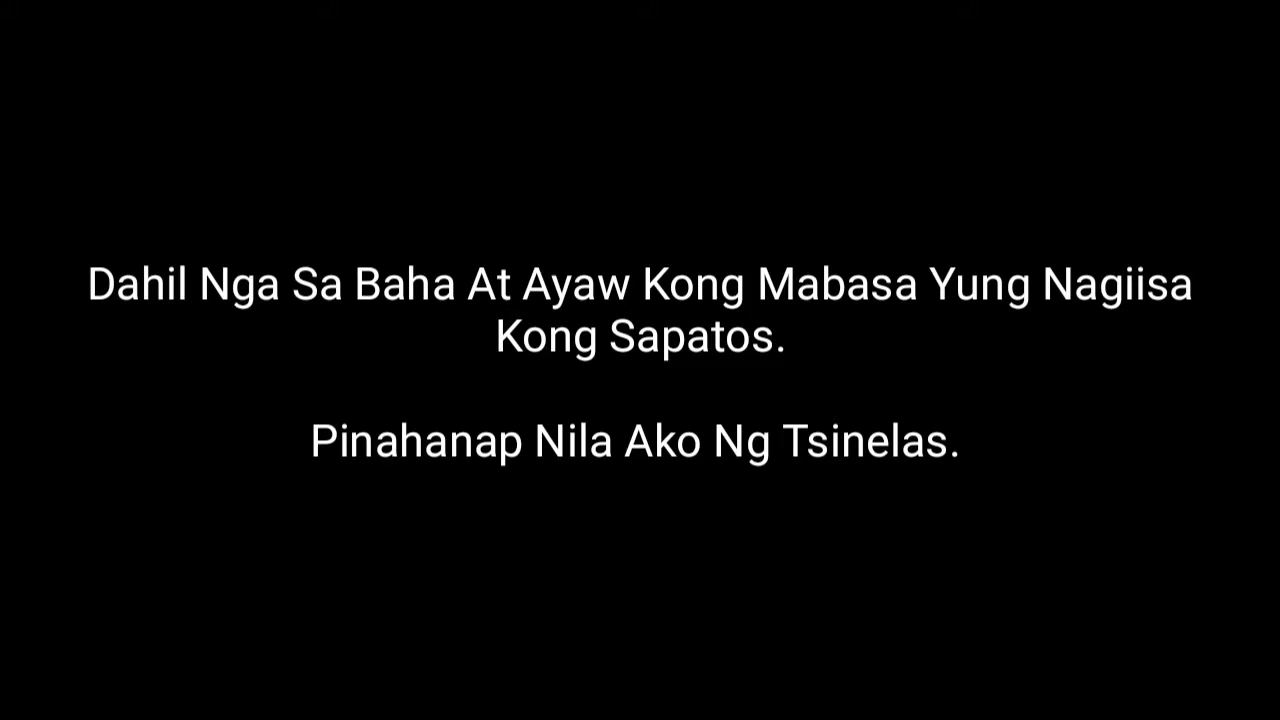 Dahil Nga Sa Baha At Ayaw Kong Mabasa Yung Nagiisa
Kong Sapatos.
Pinahanap Nila Ako Ng Tsinelas.